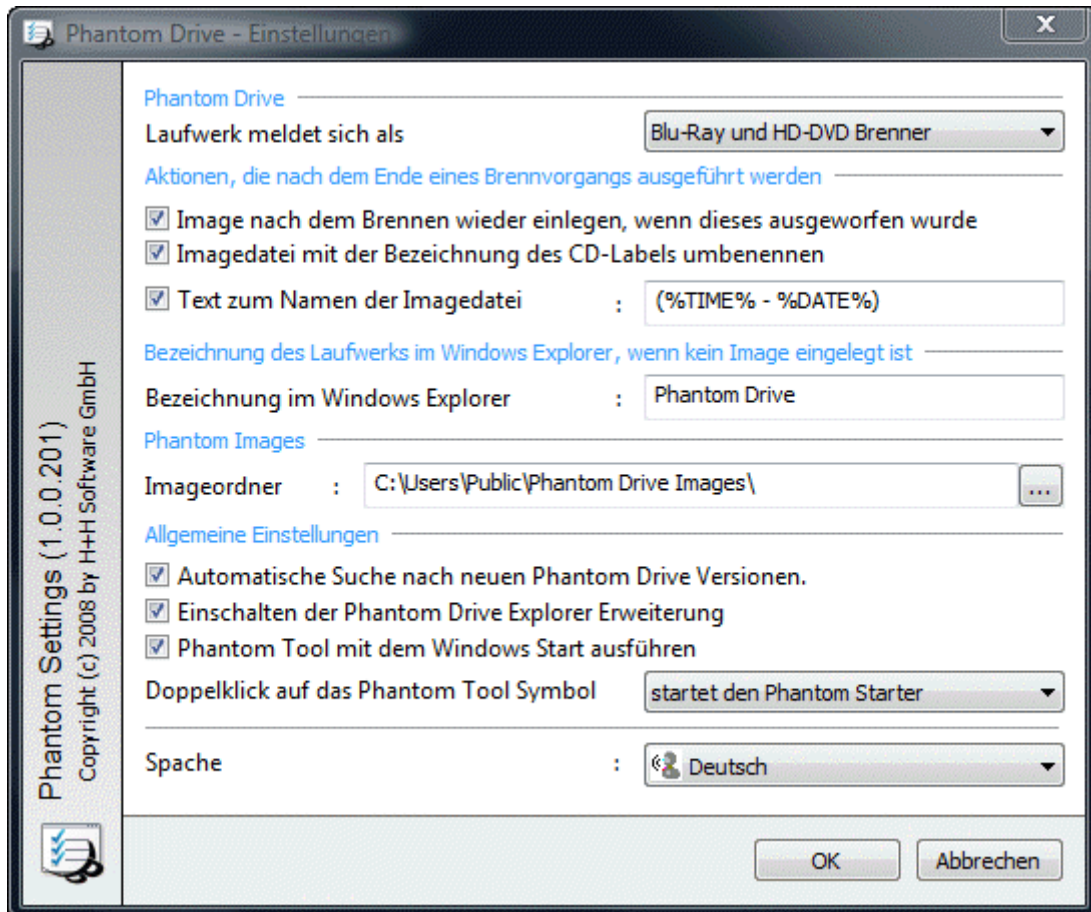 Phantom Drive - Einstellungen
X
Phantom Drive
Laufwerk meldet sich als Blu-Ray und HD-DVD Brenner
Aktionen, die nach dem Ende eines Brennvorgangs ausgeführt werden
Image nach dem Brennen wieder einlegen, wenn dieses ausgeworfen wurde
Imagedatei mit der Bezeichnung des CD-Labels umbenennen
Text zum Namen der Imagedatei : (%TIME% - %DATE%)
Bezeichnung des Laufwerks im Windows Explorer, wenn kein Image eingelegt ist
Bezeichnung im Windows Explorer : Phantom Drive
Phantom Images
Imageordner : C:\Users\Public\Phantom Drive Images\ ...
Allgemeine Einstellungen
Automatische Suche nach neuen Phantom Drive Versionen.
Einschalten der Phantom Drive Explorer Erweiterung
Phantom Tool mit dem Windows Start ausführen
Doppelklick auf das Phantom Tool Symbol startet den Phantom Starter
Spache : Deutsch
OK Abbrechen
Phantom Settings (1.0.0.201)
Copyright (c) 2008 by H+H Software GmbH